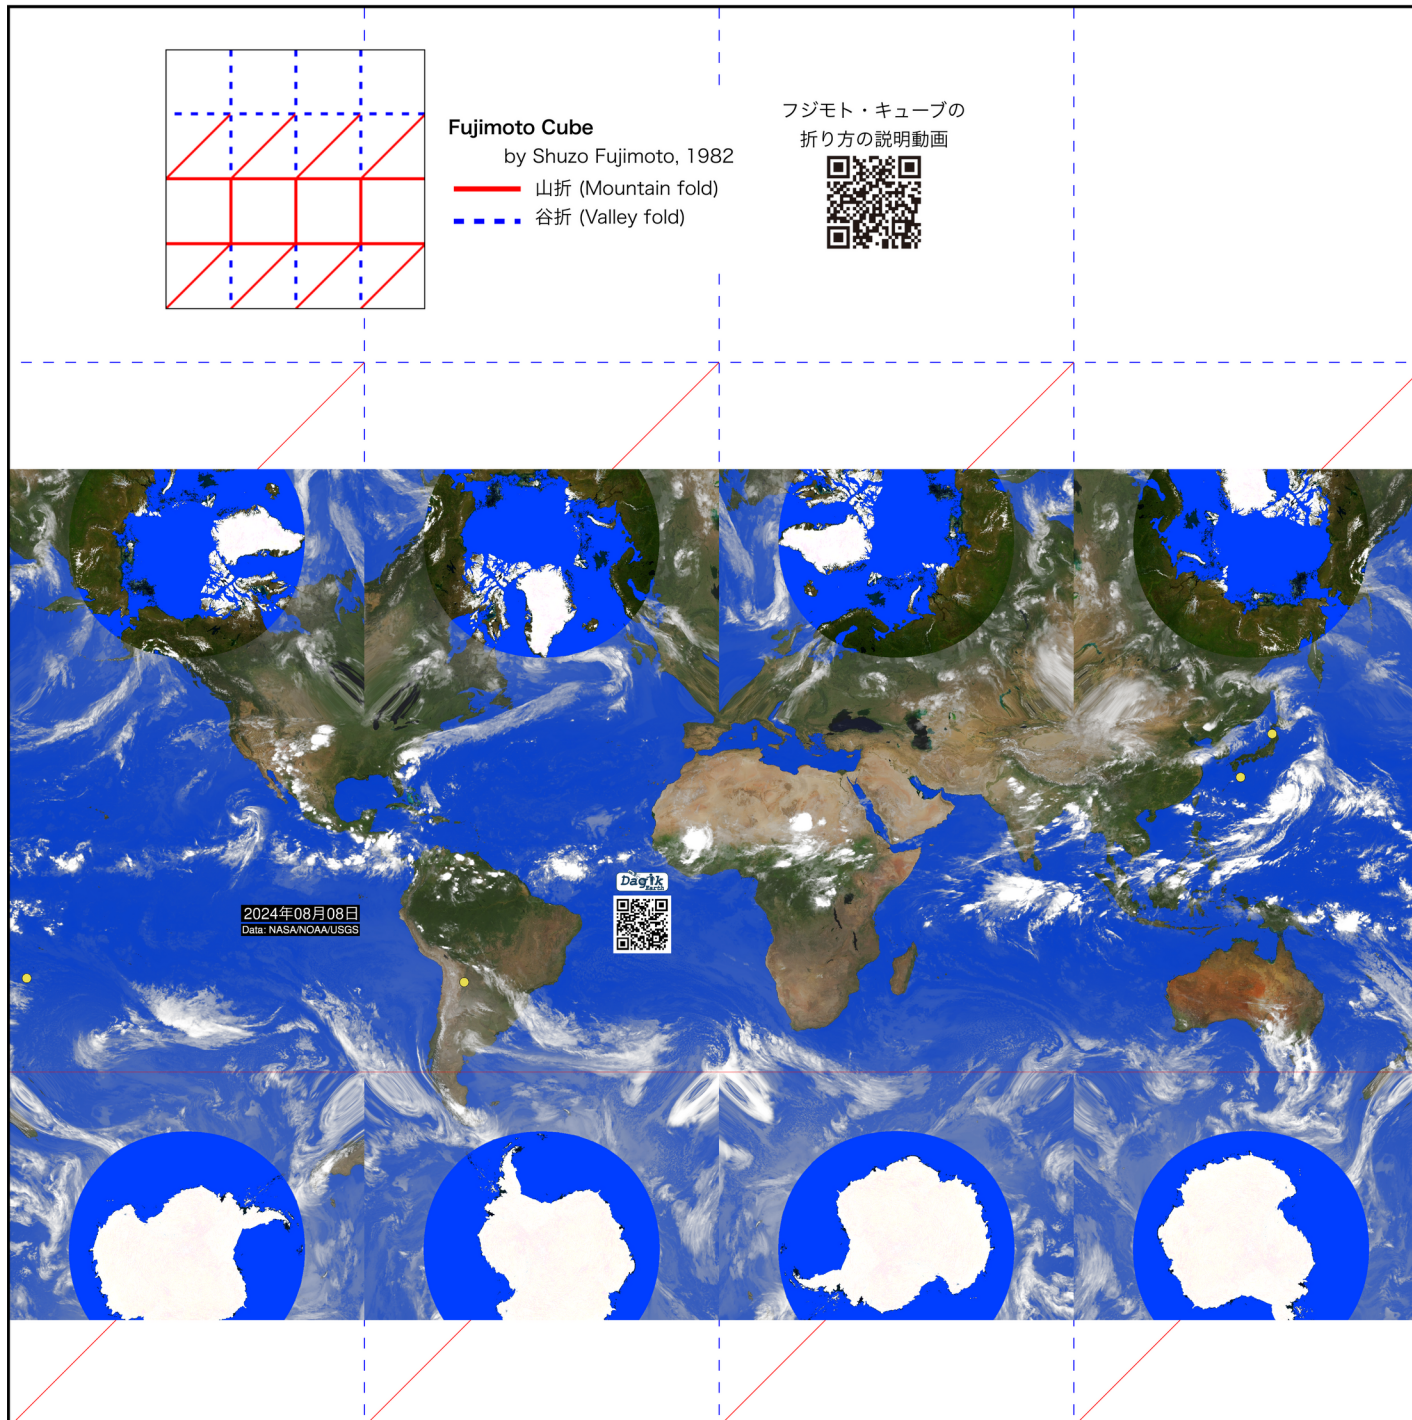 Fujimoto Cube
by Shuzo Fujimoto, 1982
山折 (Mountain fold)
谷折 (Valley fold)
フジモト・キューブの
折り方の説明動画
Dagik
Earth
2024年08月08日
Data: NASA/NOAA/USGS